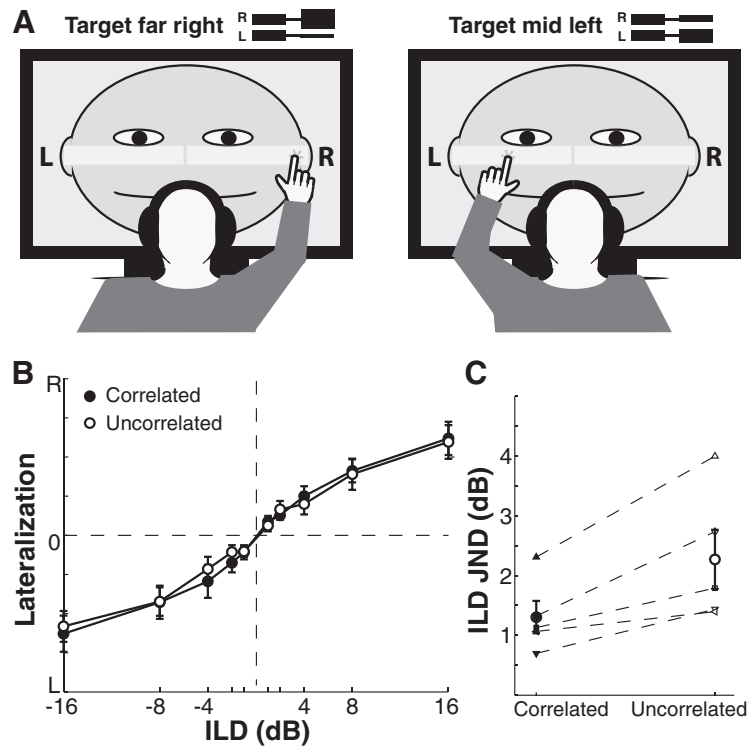 A
Target far right
R
L
Target mid left
R
L
L
R
L
R
B
R
Correlated
Uncorrelated
Lateralization
0
L
-16
-8
-4
4
8
16
ILD (dB)
C
ILD JND (dB)
4
3
2
1
Correlated
Uncorrelated